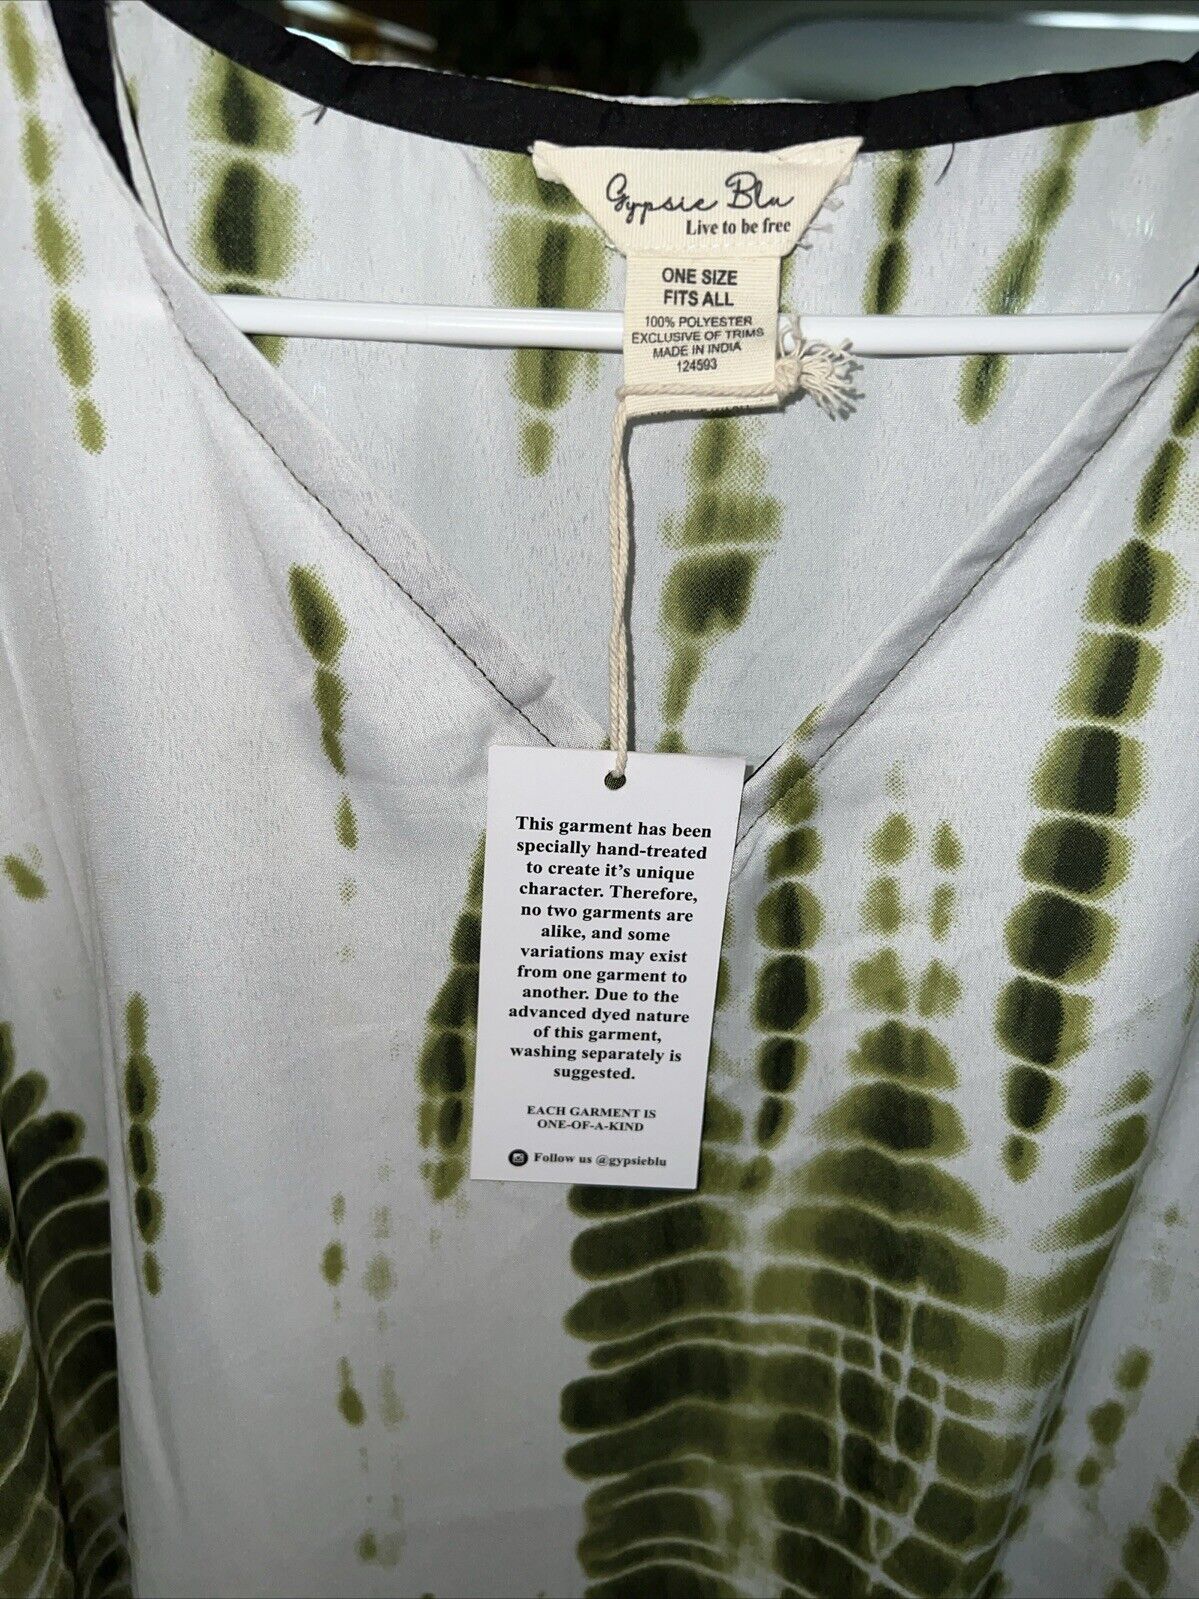 Gypsie Blu
Live to be free
ONE SIZE
FITS ALL
100% POLYESTER
EXCLUSIVE OF TRIMS
MADE IN INDIA
124593
This garment has been
specially hand-treated
to create it's unique
character. Therefore,
no two garments are
alike, and some
variations may exist
from one garment to
another. Due to the
advanced dyed nature
of this garment,
washing separately is
suggested.
EACH GARMENT IS
ONE-OF-A-KIND
Follow us @gypsieblu